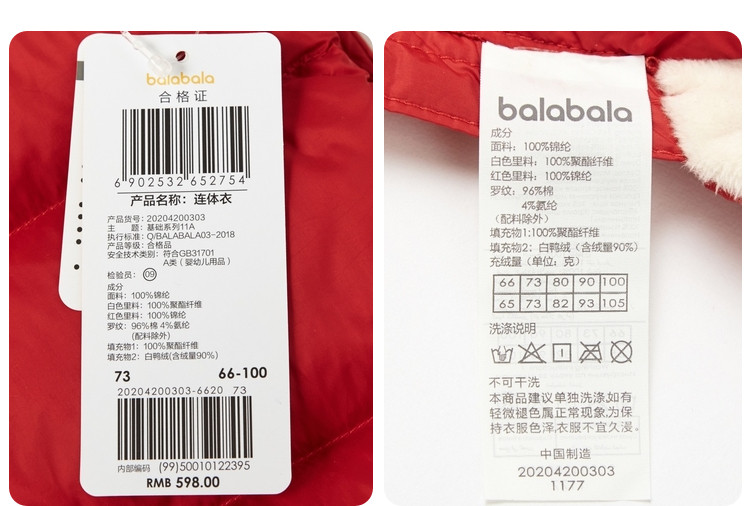 balabala
合格证
6 902532 652754
产品名称：连体衣
产品货号：20204200303
主　　题：基础系列11A
执行标准：Q/BALABALA03-2018
产品等级：合格品
安全技术类别：符合GB31701
A类（婴幼儿用品）
检验员：09
成分
面料：100%锦纶
白色里料：100%聚酯纤维
红色里料：100%锦纶
罗纹：96%棉 4%氨纶
(配料除外)
填充物1：100%聚酯纤维
填充物2：白鸭绒(含绒量90%)
73 66-100
20204200303-6620 73
内部编码 (99)50010122395
RMB 598.00
balabala
成分
面料：100%锦纶
白色里料：100%聚酯纤维
红色里料：100%锦纶
罗纹：96%棉
4%氨纶
（配料除外）
填充物1:100%聚酯纤维
填充物2：白鸭绒（含绒量90%）
充绒量（单位：克）
66 73 80 90 100
65 73 82 93 105
洗涤说明
不可干洗
本商品建议单独洗涤,如有
轻微褪色属正常现象,为保
持衣服色泽,衣服不宜久浸。
中国制造
20204200303
1177